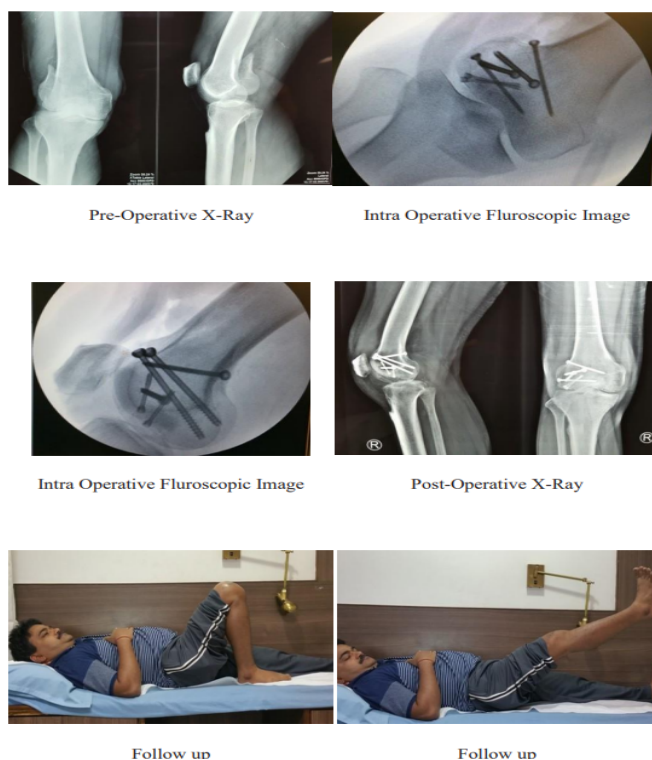 Pre-Operative X-Ray
Intra Operative Fluroscopic Image
Intra Operative Fluroscopic Image
R
R
Post-Operative X-Ray
Follow up
Follow up